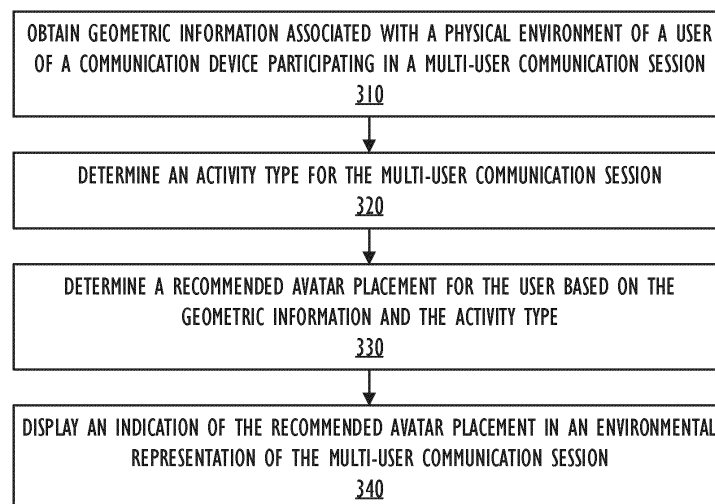 OBTAIN GEOMETRIC INFORMATION ASSOCIATED WITH A PHYSICAL ENVIRONMENT OF A USER
OF A COMMUNICATION DEVICE PARTICIPATING IN A MULTI-USER COMMUNICATION SESSION
310
DETERMINE AN ACTIVITY TYPE FOR THE MULTI-USER COMMUNICATION SESSION
320
DETERMINE A RECOMMENDED AVATAR PLACEMENT FOR THE USER BASED ON THE
GEOMETRIC INFORMATION AND THE ACTIVITY TYPE
330
DISPLAY AN INDICATION OF THE RECOMMENDED AVATAR PLACEMENT IN AN ENVIRONMENTAL
REPRESENTATION OF THE MULTI-USER COMMUNICATION SESSION
340